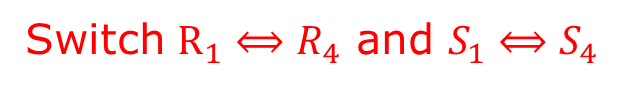 Switch R₁ ⇔ R₄ and S₁ ⇔ S₄